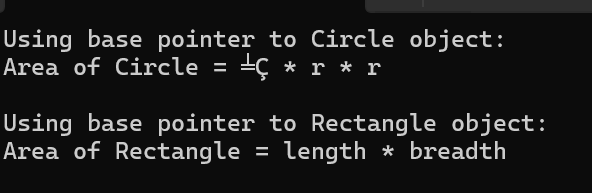 Using base pointer to Circle object:
Area of Circle = ╧Ç * r * r
Using base pointer to Rectangle object:
Area of Rectangle = length * breadth